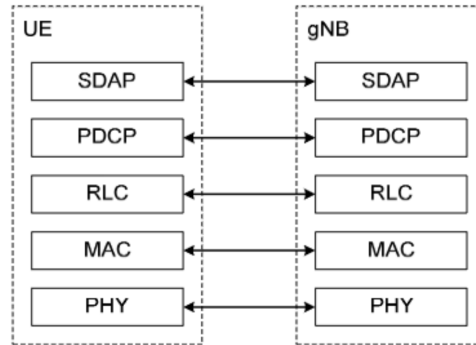 UE gNB
SDAP SDAP
PDCP PDCP
RLC RLC
MAC MAC
PHY PHY